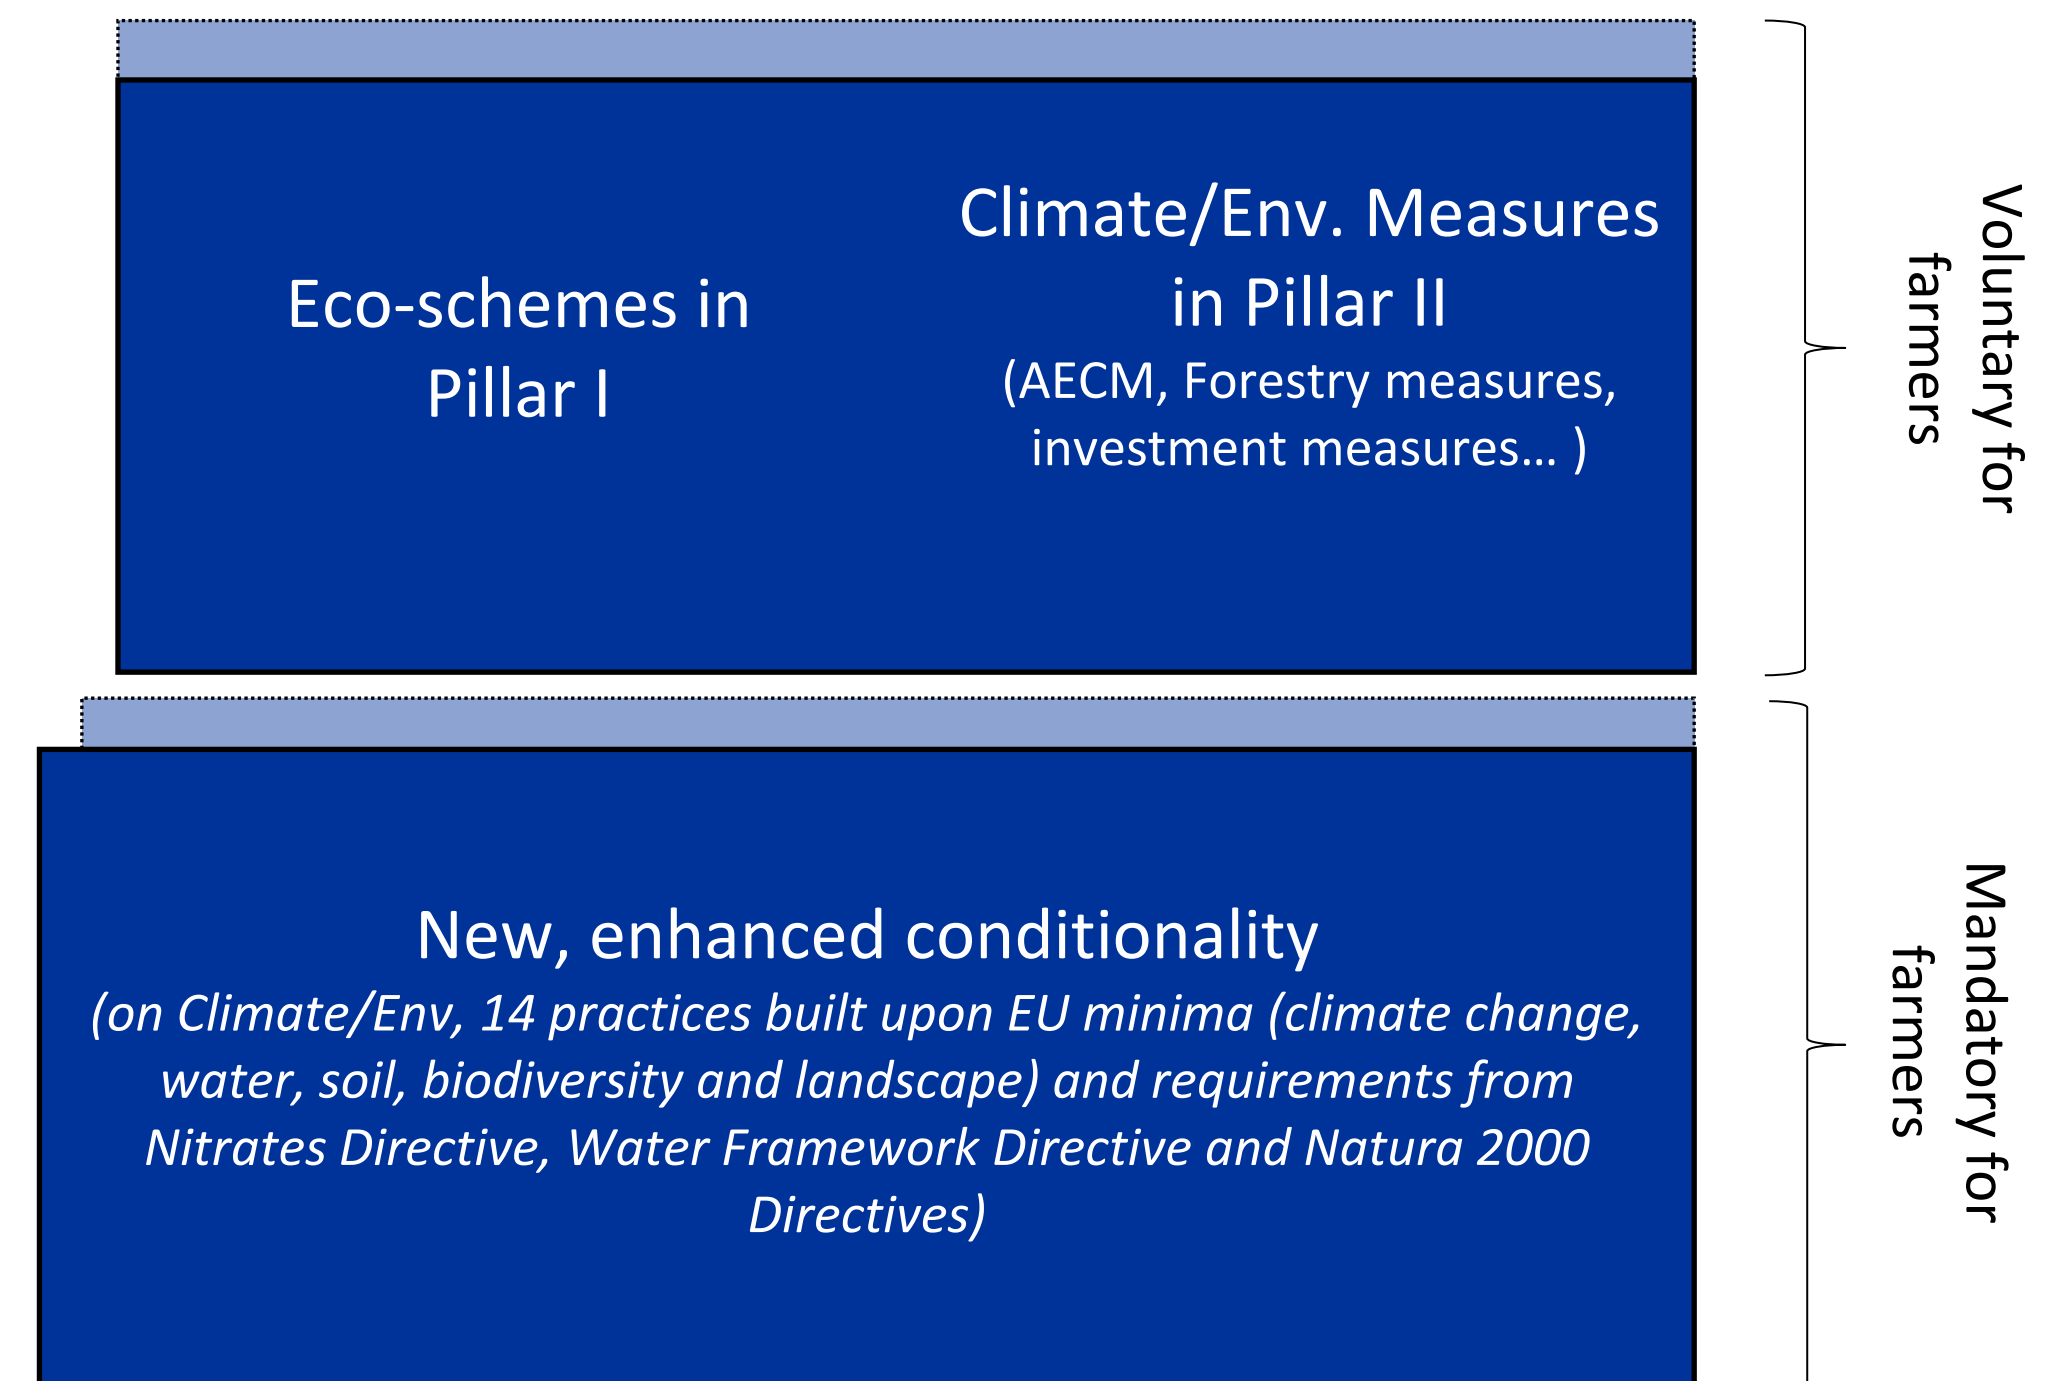 Eco-schemes in
Pillar I
Climate/Env. Measures
in Pillar II
(AECM, Forestry measures,
investment measures… )
Voluntary for
farmers
New, enhanced conditionality
(on Climate/Env, 14 practices built upon EU minima (climate change,
water, soil, biodiversity and landscape) and requirements from
Nitrates Directive, Water Framework Directive and Natura 2000
Directives)
Mandatory for
farmers